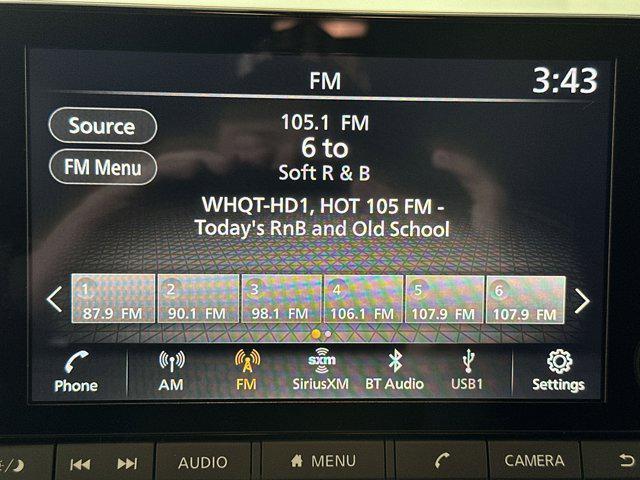 FM
3:43
Source
105.1 FM
6 to
FM Menu
Soft R & B
WHQT-HD1, HOT 105 FM -
Today's RnB and Old School
1 2 3 4 5 6
87.9 FM 90.1 FM 98.1 FM 106.1 FM 107.9 FM 107.9 FM
sxm
Phone AM FM SiriusXM BT Audio USB1 Settings
AUDIO MENU CAMERA